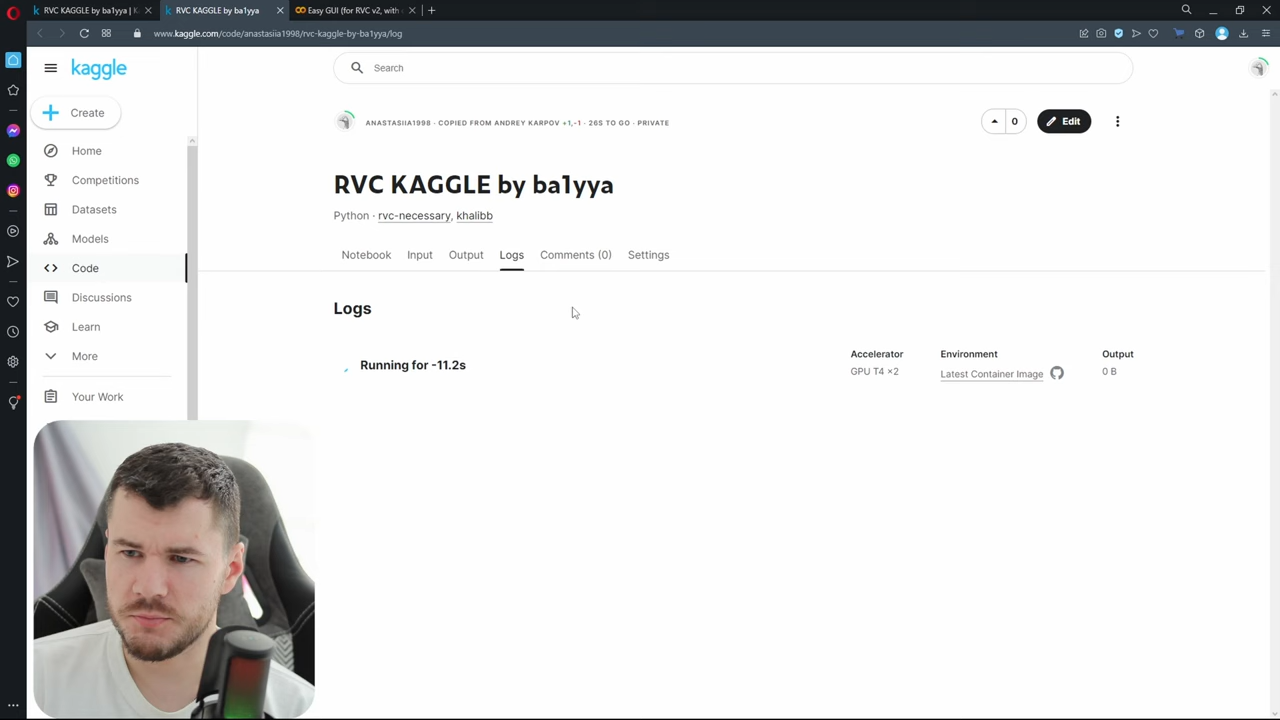 RVC KAGGLE by ba1yya | K
RVC KAGGLE by ba1yya
Easy GUI (for RVC v2, with
www.kaggle.com/code/anastasiia1998/rvc-kaggle-by-ba1yya/log
kaggle
Search
Create
ANASTASIIA1998 · COPIED FROM ANDREY KARPOV +1,-1 · 26S TO GO · PRIVATE
0
Edit
Home
Competitions
Datasets
Models
Code
Discussions
Learn
More
Your Work
RVC KAGGLE by ba1yya
Python · rvc-necessary, khalibb
Notebook
Input
Output
Logs
Comments (0)
Settings
Logs
Running for -11.2s
Accelerator
GPU T4 ×2
Environment
Latest Container Image
Output
0 B